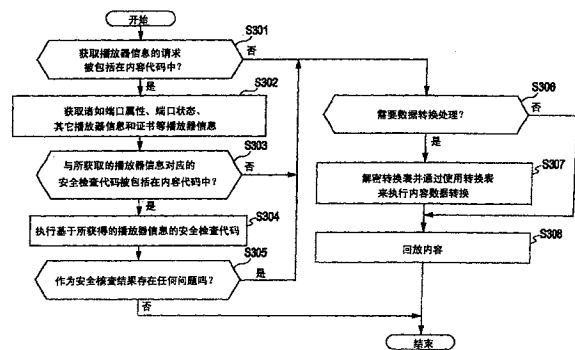 开始
S301
获取播放器信息的请求
被包括在内容代码中？
否
是
S302
获取诸如端口属性、端口状态、
其它播放器信息和证书等播放器信息
S303
与所获取的播放器信息对应的
安全检查代码被包括在内容代码中？
否
是
S304
执行基于所获得的播放器信息的安全检查代码
S305
作为安全核查结果存在任何问题吗？
是
否
S306
需要数据转换处理？
否
是
S307
解密转换表并通过使用转换表
来执行内容数据转换
S308
回放内容
结束